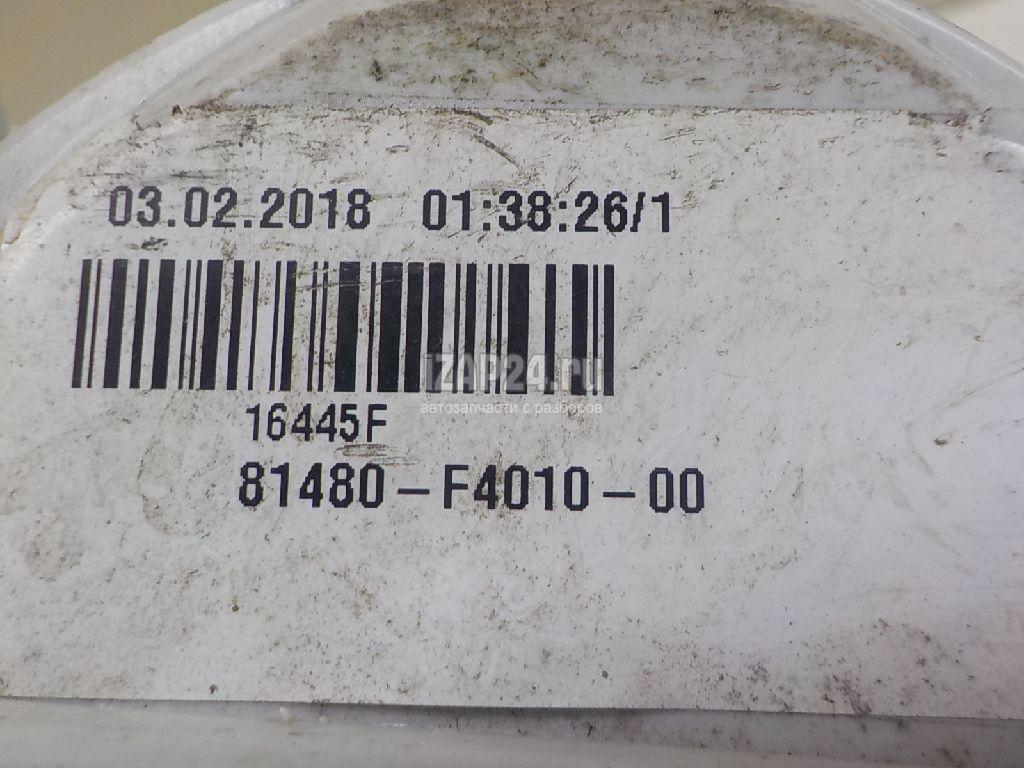 03.02.2018 01:38:26/1
iZAP24.ru
автозапчасти с разборов
16445F
81480-F4010-00